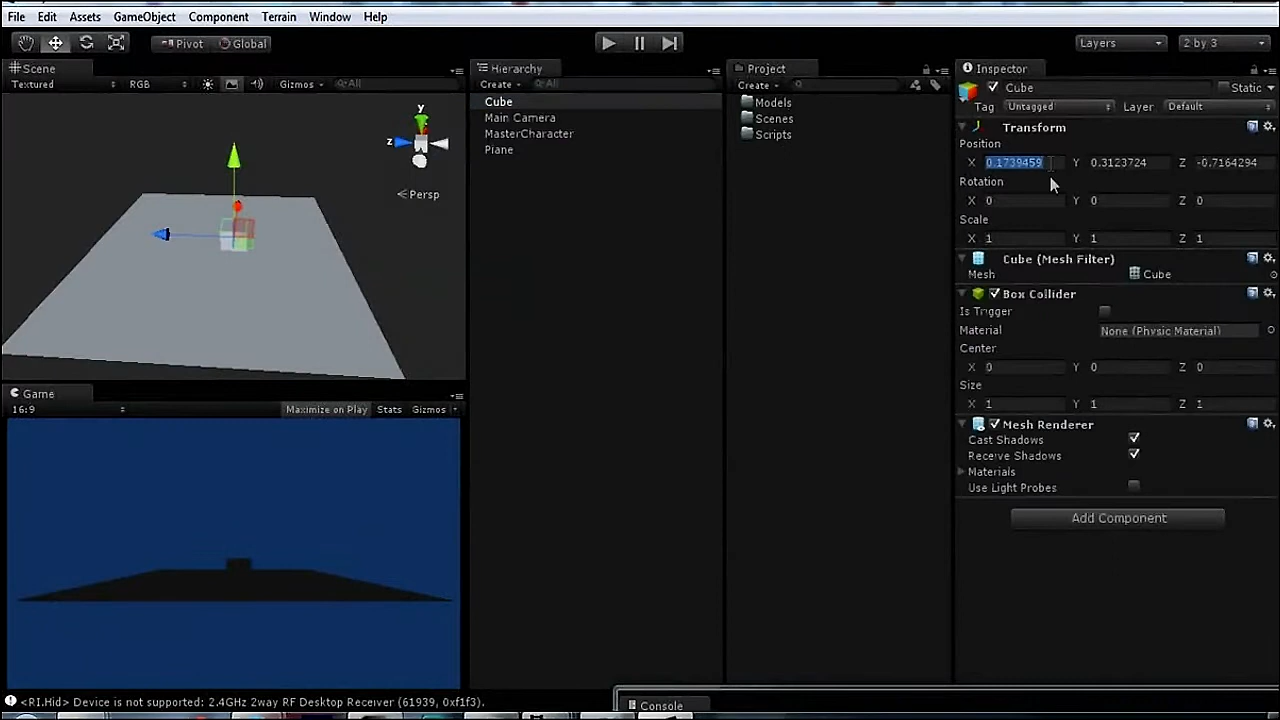 File Edit Assets GameObject Component Terrain Window Help
Pivot Global Layers 2 by 3
Scene
Textured RGB Gizmos All
y
z
Persp
Game
16:9 Maximize on Play Stats Gizmos
Hierarchy
Create All
Cube
Main Camera
MasterCharacter
Plane
Project
Create
Models
Scenes
Scripts
Inspector
Cube Static
Tag Untagged Layer Default
Transform
Position
X 0.1739459 Y 0.3123724 Z -0.7164294
Rotation
X 0 Y 0 Z 0
Scale
X 1 Y 1 Z 1
Cube (Mesh Filter)
Mesh Cube
Box Collider
Is Trigger
Material None (Physic Material)
Center
X 0 Y 0 Z 0
Size
X 1 Y 1 Z 1
Mesh Renderer
Cast Shadows
Receive Shadows
Materials
Use Light Probes
Add Component
<RI.Hid> Device is not supported: 2.4GHz 2way RF Desktop Receiver (61939, 0xf1f3).
Console